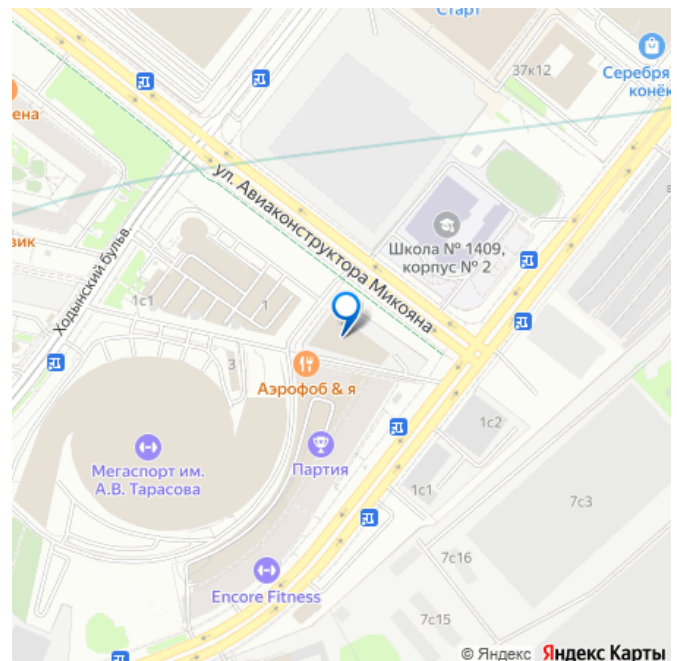 Старт
37к12
Серебря
конёк
ена
ул. Авиаконструктора Микояна
Школа № 1409,
корпус № 2
вик
Ходынский бульв.
1с1
1
3
Аэрофоб & я
Мегаспорт им.
А.В. Тарасова
Партия
1с2
1с1
7с3
7с16
Encore Fitness
7с15
© Яндекс Яндекс Карты